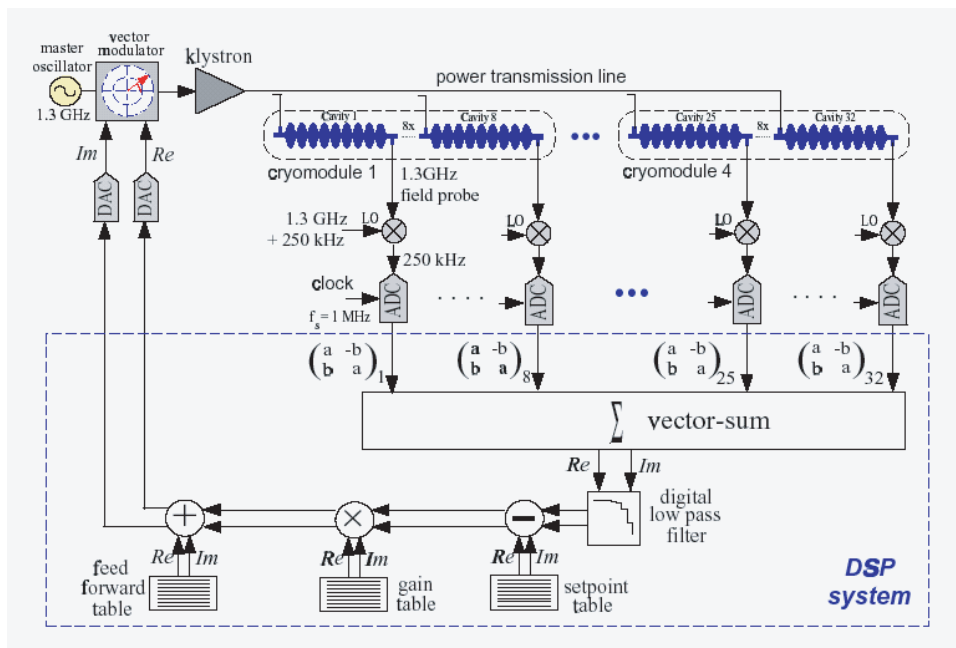 master
oscillator
1.3 GHz
vector
modulator
klystron
power transmission line
Cavity 1
8x
Cavity 8
Cavity 25
8x
Cavity 32
cryomodule 1
cryomodule 4
Im
Re
DAC
DAC
1.3GHz
field probe
1.3 GHz
+ 250 kHz
LO
LO
LO
LO
250 kHz
clock
f s = 1 MHz
ADC
ADC
ADC
ADC
a -b
b a
1
a -b
b a
8
a -b
b a
25
a -b
b a
32
∑ vector-sum
Re Im
digital
low pass
filter
+
×
−
Re Im
Re Im
Re Im
feed
forward
table
gain
table
setpoint
table
DSP
system